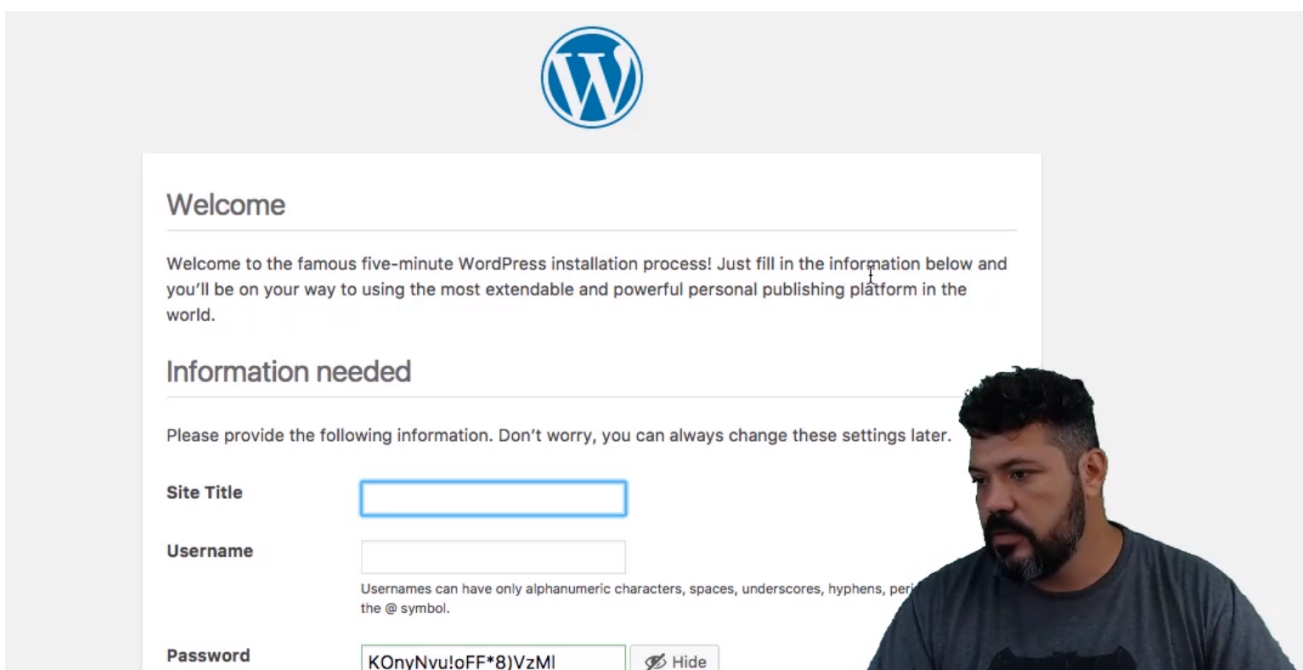 W
Welcome
Welcome to the famous five-minute WordPress installation process! Just fill in the information below and
you'll be on your way to using the most extendable and powerful personal publishing platform in the
world.
Information needed
Please provide the following information. Don't worry, you can always change these settings later.
Site Title
Username
Usernames can have only alphanumeric characters, spaces, underscores, hyphens,
the @ symbol.
Password
Hide